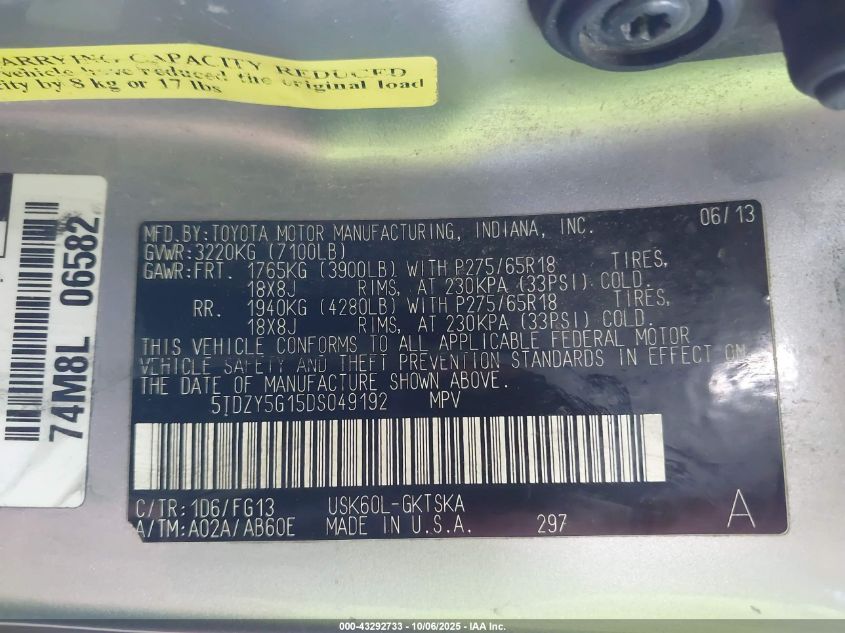 ARRYING CAPACITY REDUCED
vehicle have reduced the original load
ity by 8 kg or 17 lbs
74M8L 06582
MFD. BY: TOYOTA MOTOR MANUFACTURING, INDIANA, INC. 06/13
GVWR: 3220KG (7100LB)
GAWR: FRT. 1765KG (3900LB) WITH P275/65R18 TIRES,
18X8J RIMS, AT 230KPA (33PSI) COLD.
RR. 1940KG (4280LB) WITH P275/65R18 TIRES,
18X8J RIMS, AT 230KPA (33PSI) COLD.
THIS VEHICLE CONFORMS TO ALL APPLICABLE FEDERAL MOTOR
VEHICLE SAFETY AND THEFT PREVENTION STANDARDS IN EFFECT ON
THE DATE OF MANUFACTURE SHOWN ABOVE.
5TDZY5G15DS049192 MPV
C/TR: 1D6/FG13 USK60L-GKTSKA
A/TM: A02A/AB60E MADE IN U.S.A. 297 A
000-43292733 - 10/06/2025 - IAA Inc.